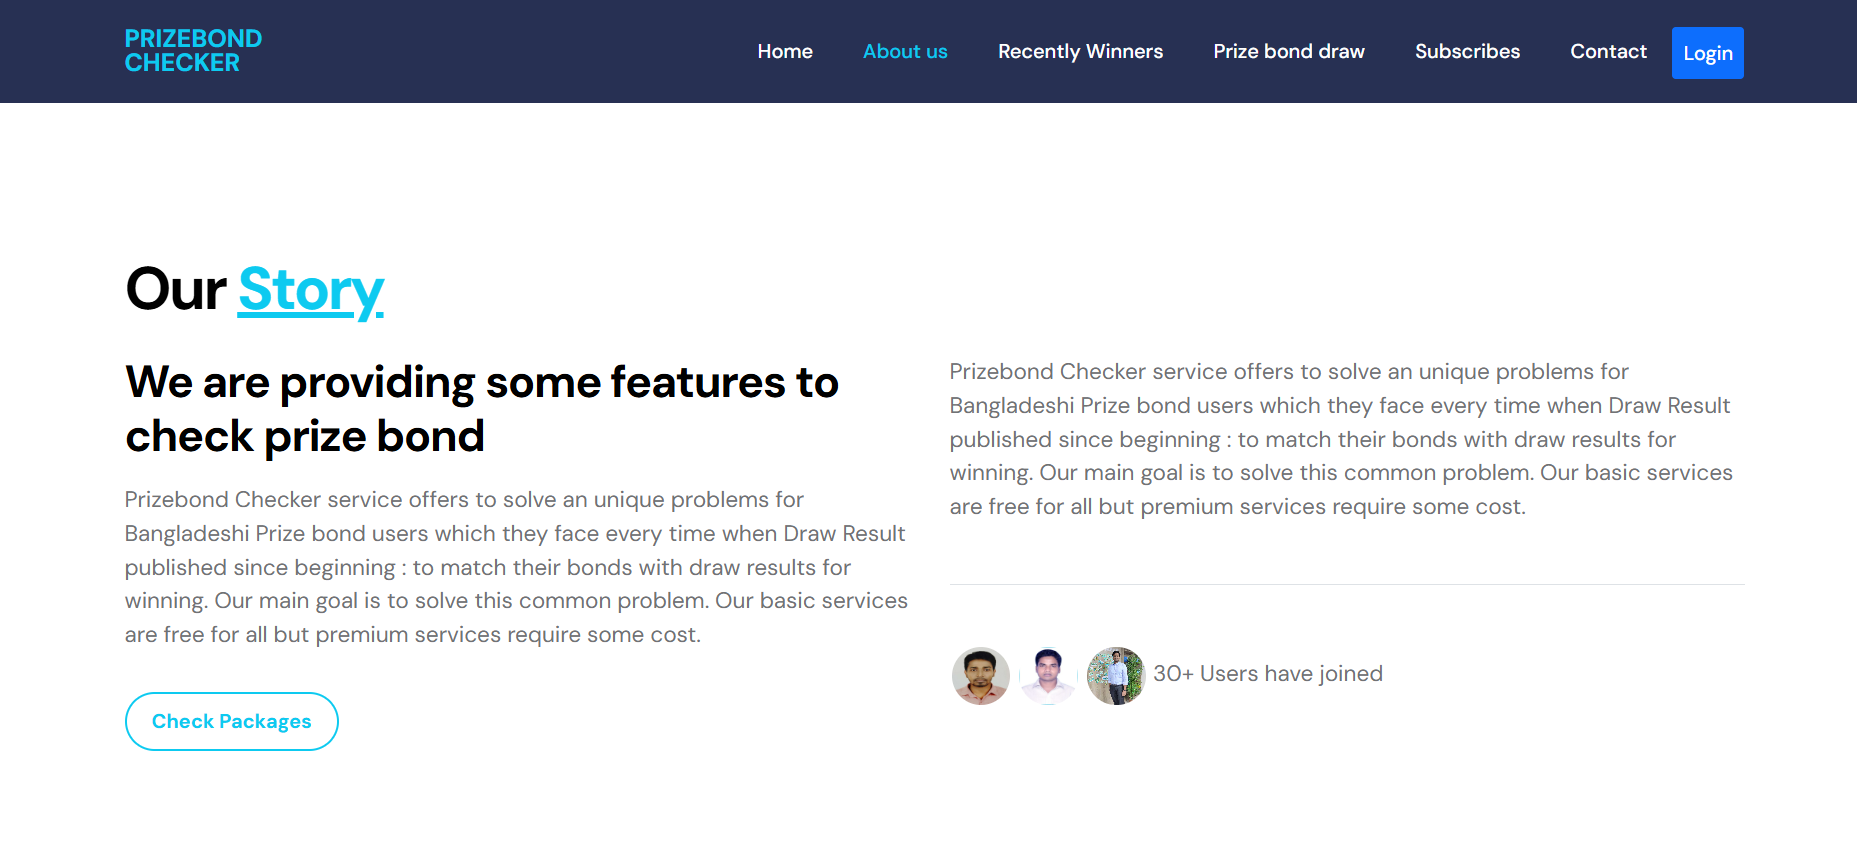 PRIZEBOND
CHECKER
Home
About us
Recently Winners
Prize bond draw
Subscribes
Contact
Login
Our Story
We are providing some features to
check prize bond
Prizebond Checker service offers to solve an unique problems for
Bangladeshi Prize bond users which they face every time when Draw Result
published since beginning : to match their bonds with draw results for
winning. Our main goal is to solve this common problem. Our basic services
are free for all but premium services require some cost.
Check Packages
Prizebond Checker service offers to solve an unique problems for
Bangladeshi Prize bond users which they face every time when Draw Result
published since beginning : to match their bonds with draw results for
winning. Our main goal is to solve this common problem. Our basic services
are free for all but premium services require some cost.
30+ Users have joined